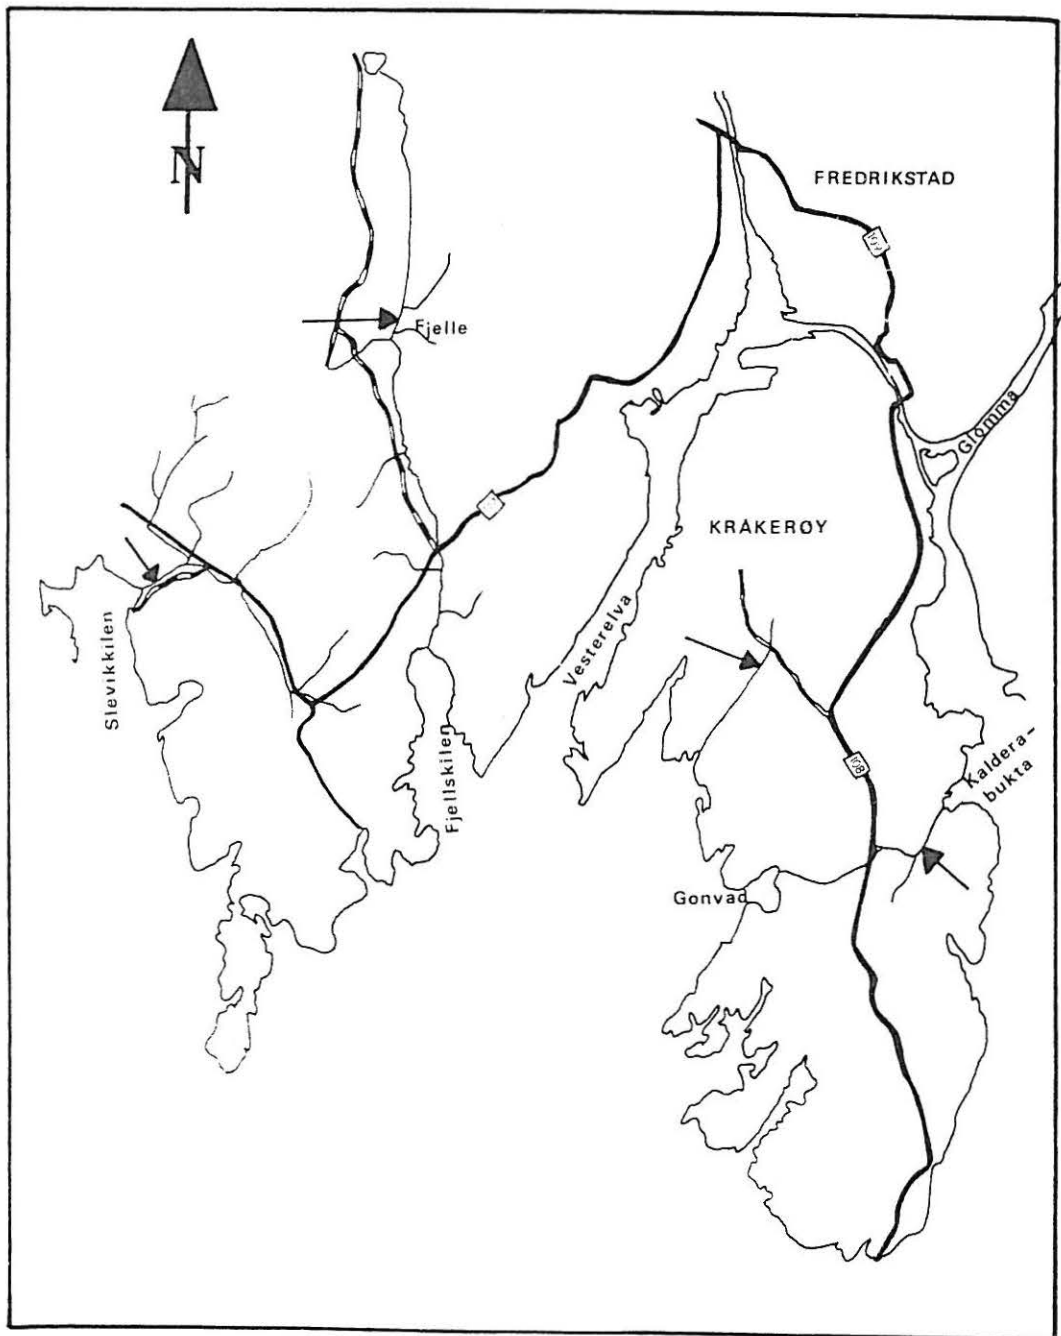 N
FREDRIKSTAD
Fjelle
Glomma
KRÅKERØY
Vesterelva
Slevikkilen
Fjellskilen
108
Kaldera-
bukta
Gonvad